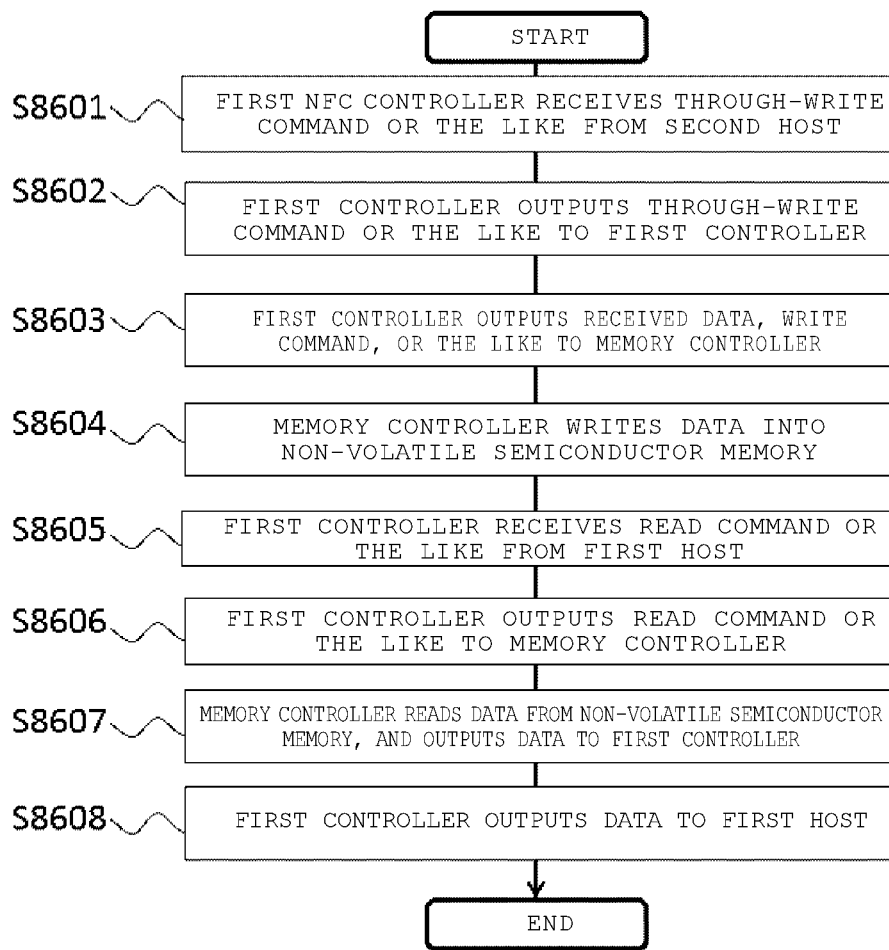 START
S8601
FIRST NFC CONTROLLER RECEIVES THROUGH-WRITE
COMMAND OR THE LIKE FROM SECOND HOST
S8602
FIRST CONTROLLER OUTPUTS THROUGH-WRITE
COMMAND OR THE LIKE TO FIRST CONTROLLER
S8603
FIRST CONTROLLER OUTPUTS RECEIVED DATA, WRITE
COMMAND, OR THE LIKE TO MEMORY CONTROLLER
S8604
MEMORY CONTROLLER WRITES DATA INTO
NON-VOLATILE SEMICONDUCTOR MEMORY
S8605
FIRST CONTROLLER RECEIVES READ COMMAND OR
THE LIKE FROM FIRST HOST
S8606
FIRST CONTROLLER OUTPUTS READ COMMAND OR
THE LIKE TO MEMORY CONTROLLER
S8607
MEMORY CONTROLLER READS DATA FROM NON-VOLATILE SEMICONDUCTOR
MEMORY, AND OUTPUTS DATA TO FIRST CONTROLLER
S8608
FIRST CONTROLLER OUTPUTS DATA TO FIRST HOST
END